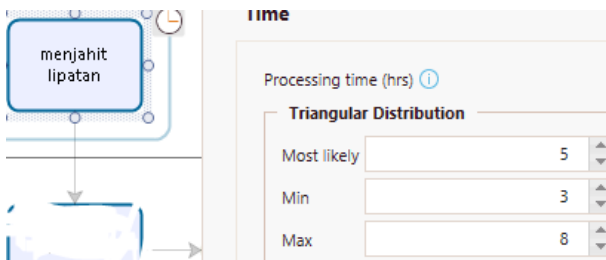 Time
menjahit
lipatan
Processing time (hrs)
Triangular Distribution
Most likely 5
Min 3
Max 8